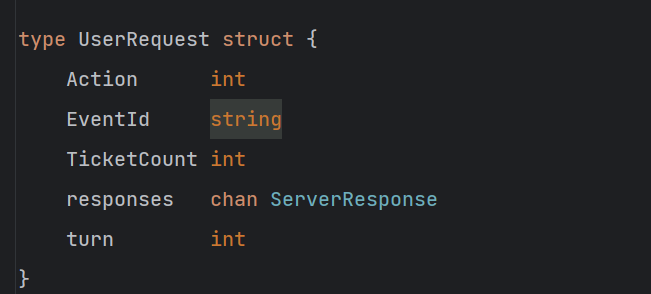 type UserRequest struct {
    Action      int
    EventId     string
    TicketCount int
    responses   chan ServerResponse
    turn        int
}